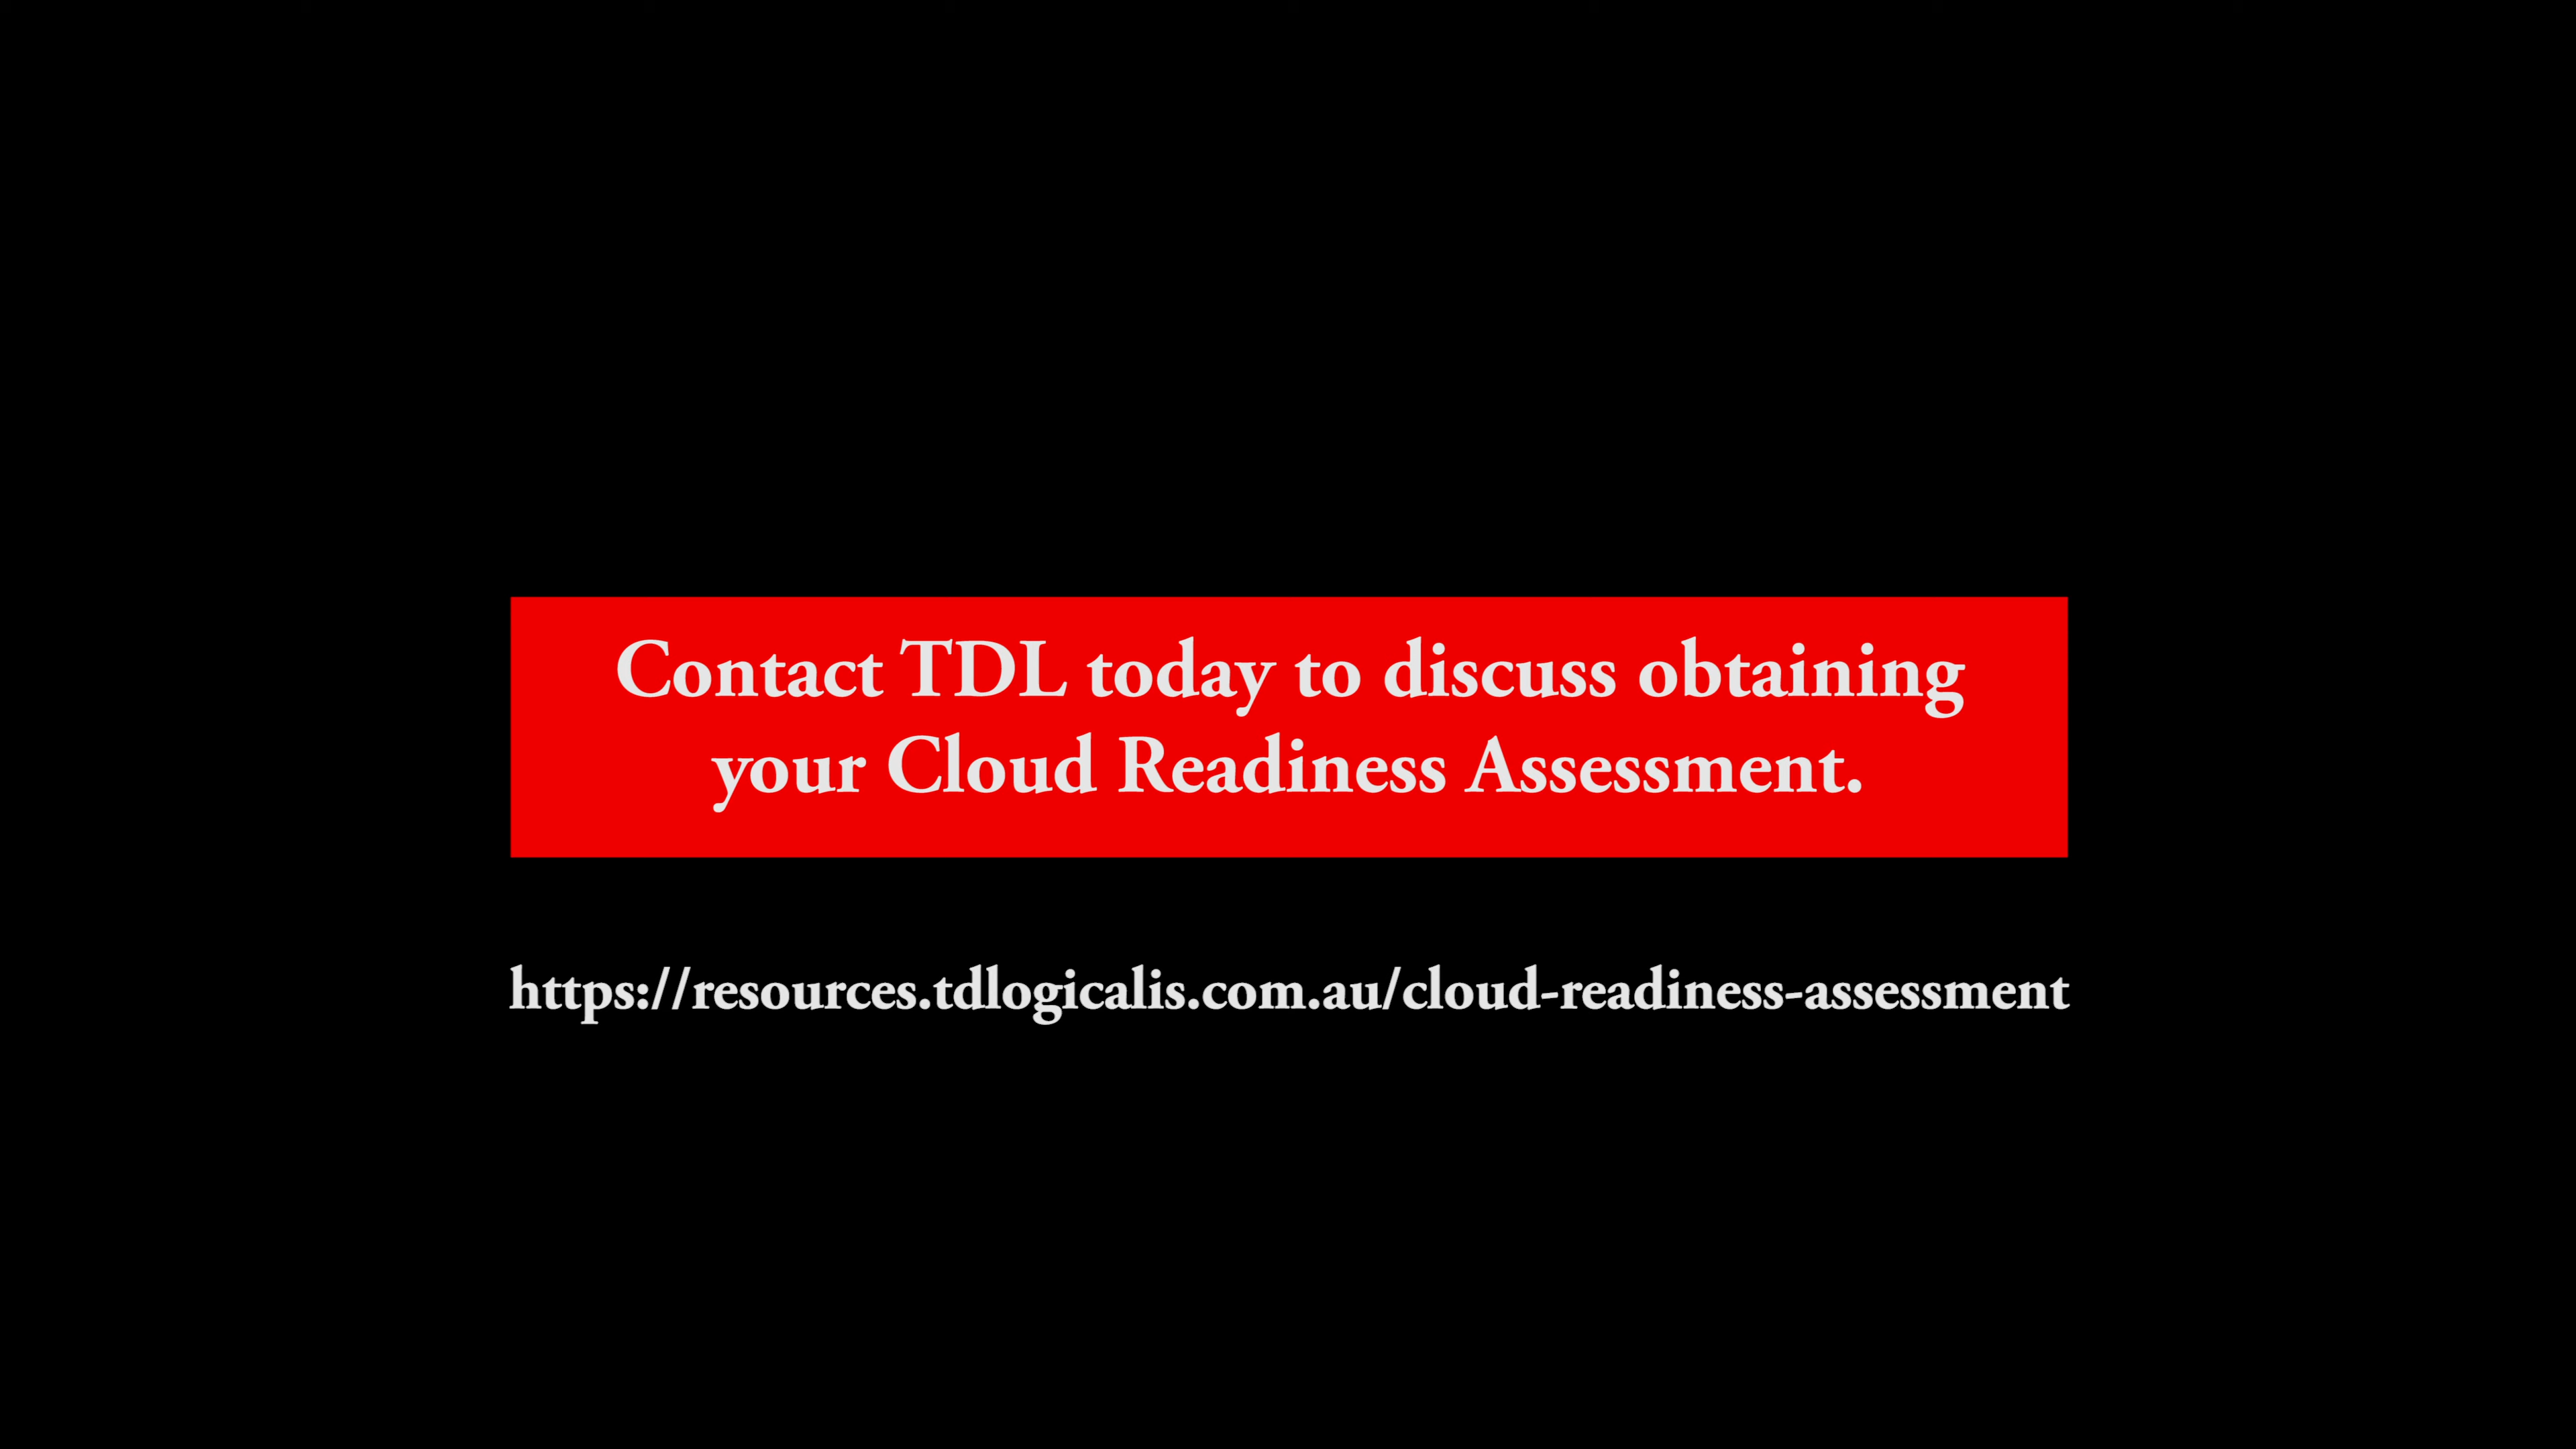 Contact TDL today to discuss obtaining
your Cloud Readiness Assessment.
https://resources.tdlogicalis.com.au/cloud-readiness-assessment